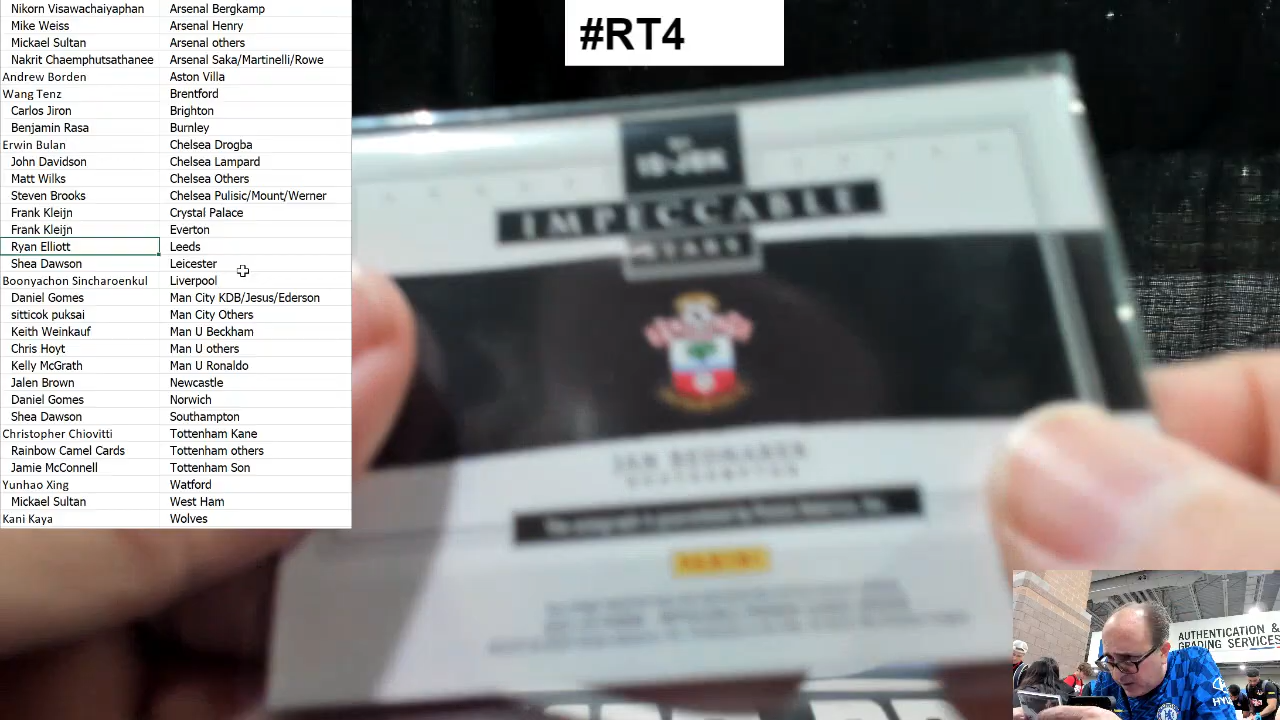 #RT4
Nikorn Visawachaiyaphan Arsenal Bergkamp
Mike Weiss Arsenal Henry
Mickael Sultan Arsenal others
Nakrit Chaemphutsathanee Arsenal Saka/Martinelli/Rowe
Andrew Borden Aston Villa
Wang Tenz Brentford
Carlos Jiron Brighton
Benjamin Rasa Burnley
Erwin Bulan Chelsea Drogba
John Davidson Chelsea Lampard
Matt Wilks Chelsea Others
Steven Brooks Chelsea Pulisic/Mount/Werner
Frank Kleijn Crystal Palace
Frank Kleijn Everton
Ryan Elliott Leeds
Shea Dawson Leicester
Boonyachon Sincharoenkul Liverpool
Daniel Gomes Man City KDB/Jesus/Ederson
sitticok puksai Man City Others
Keith Weinkauf Man U Beckham
Chris Hoyt Man U others
Kelly McGrath Man U Ronaldo
Jalen Brown Newcastle
Daniel Gomes Norwich
Shea Dawson Southampton
Christopher Chiovitti Tottenham Kane
Rainbow Camel Cards Tottenham others
Jamie McConnell Tottenham Son
Yunhao Xing Watford
Mickael Sultan West Ham
Kani Kaya Wolves
IMPECCABLE
STARS
JAN BEDNAREK
SOUTHAMPTON
PANINI
AUTHENTICATION &
GRADING SERVICES